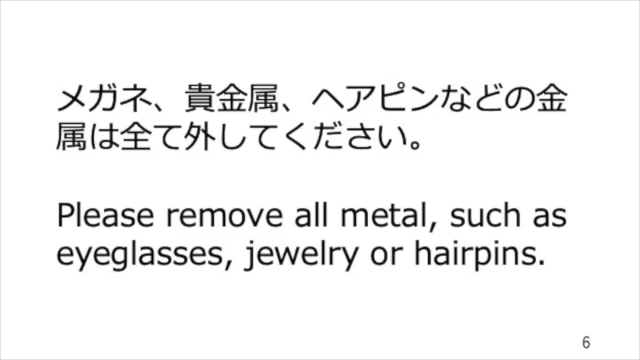 メガネ、貴金属、ヘアピンなどの金
属は全て外してください。
Please remove all metal, such as
eyeglasses, jewelry or hairpins.
6